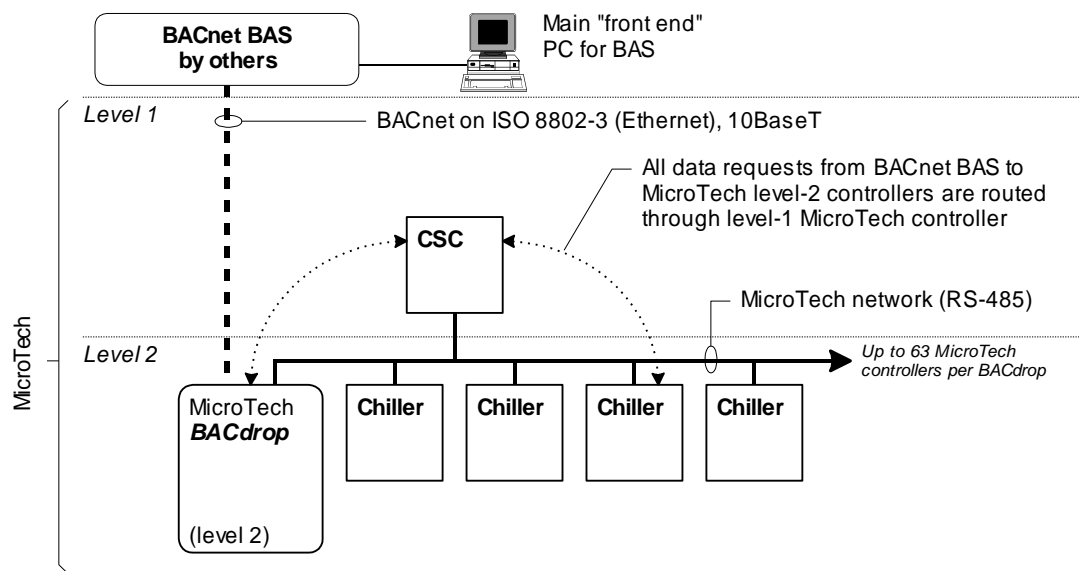 BACnet BAS
by others
Main "front end"
PC for BAS
Level 1
BACnet on ISO 8802-3 (Ethernet), 10BaseT
All data requests from BACnet BAS to
MicroTech level-2 controllers are routed
through level-1 MicroTech controller
CSC
MicroTech network (RS-485)
MicroTech
Level 2
Up to 63 MicroTech
controllers per BACdrop
MicroTech
BACdrop
(level 2)
Chiller
Chiller
Chiller
Chiller